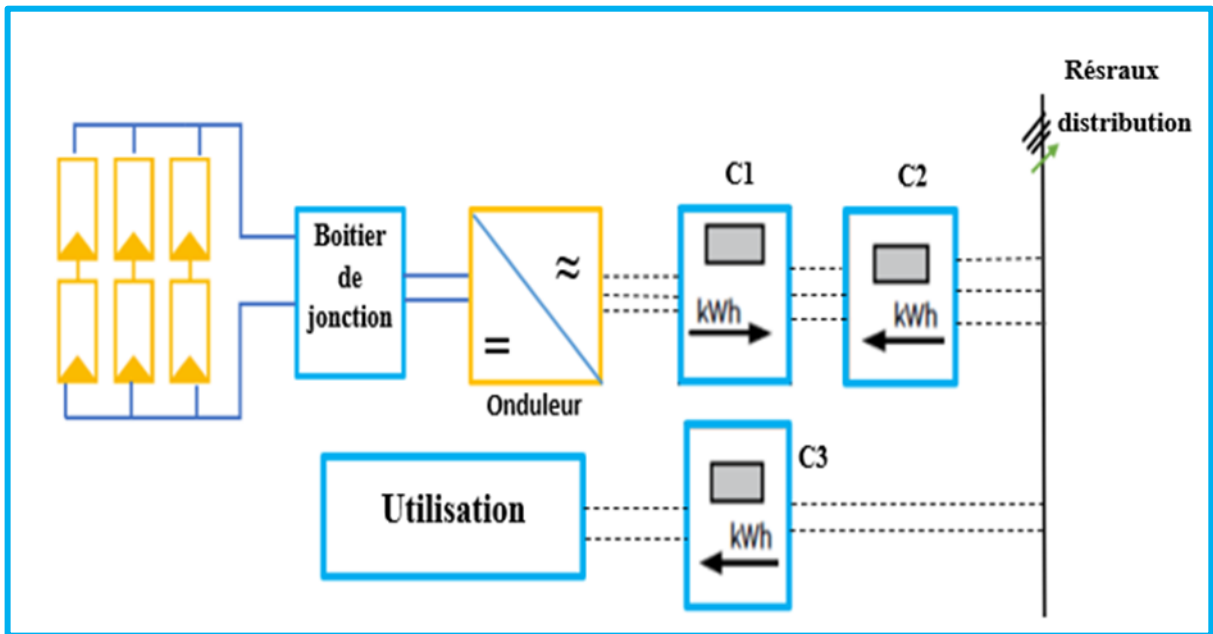 Résraux
distribution
C1
C2
Boitier
de
jonction
≈
=
kWh
kWh
Onduleur
C3
Utilisation
kWh